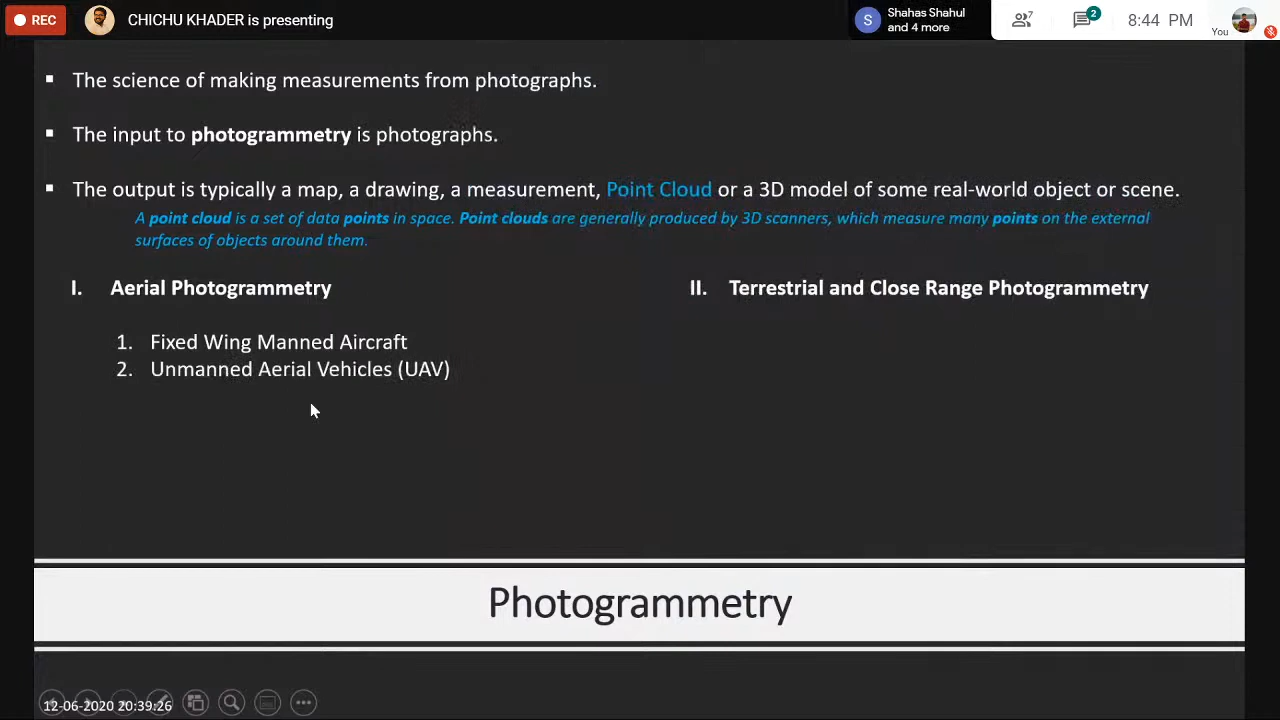 REC
CHICHU KHADER is presenting
S
Shahas Shahul
and 4 more
7
2
8:44 PM
You
▪ The science of making measurements from photographs.
▪ The input to photogrammetry is photographs.
▪ The output is typically a map, a drawing, a measurement, Point Cloud or a 3D model of some real-world object or scene.
A point cloud is a set of data points in space. Point clouds are generally produced by 3D scanners, which measure many points on the external
surfaces of objects around them.
I. Aerial Photogrammetry
II. Terrestrial and Close Range Photogrammetry
1. Fixed Wing Manned Aircraft
2. Unmanned Aerial Vehicles (UAV)
Photogrammetry
12-06-2020 20:39:26